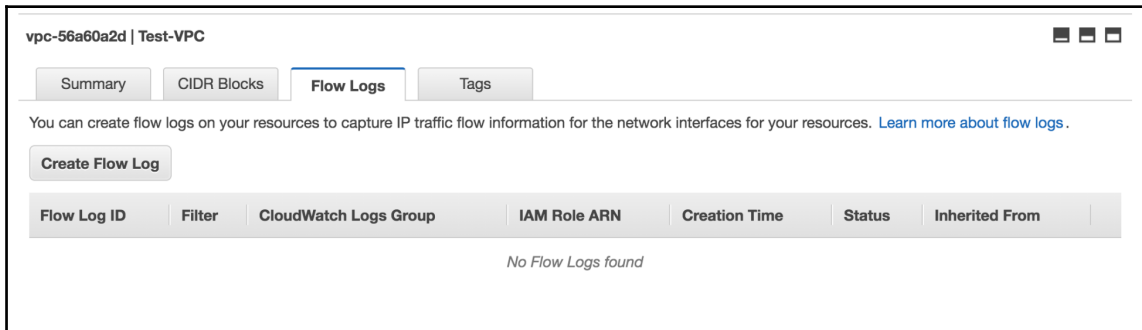 vpc-56a60a2d | Test-VPC
Summary CIDR Blocks Flow Logs Tags
You can create flow logs on your resources to capture IP traffic flow information for the network interfaces for your resources. Learn more about flow logs.
Create Flow Log
Flow Log ID Filter CloudWatch Logs Group IAM Role ARN Creation Time Status Inherited From
No Flow Logs found